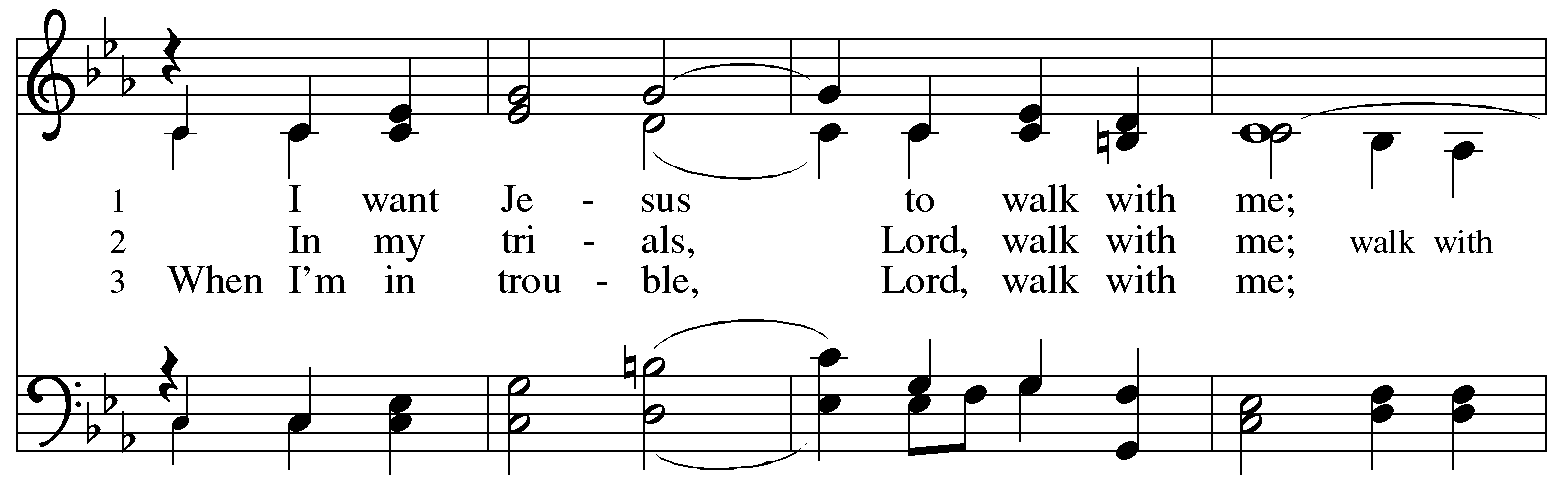 1 I want Je - sus to walk with me;
2 In my tri - als, Lord, walk with me; walk with
3 When I'm in trou - ble, Lord, walk with me;